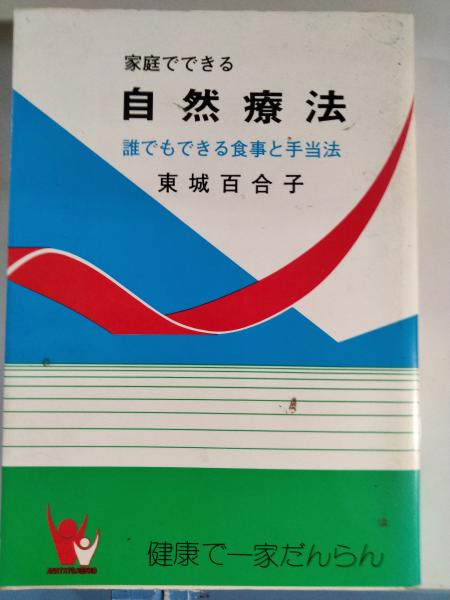 家庭でできる
自然療法
誰でもできる食事と手当法
東城百合子
健康で一家だんらん